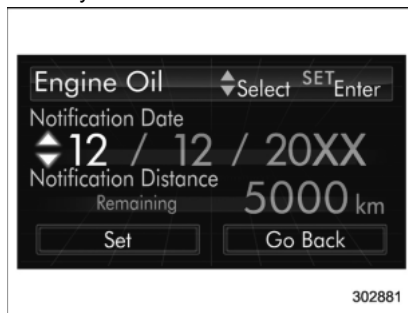 Engine Oil Select SET Enter
Notification Date
12 / 12 / 20XX
Notification Distance
Remaining 5000 km
Set Go Back
302881